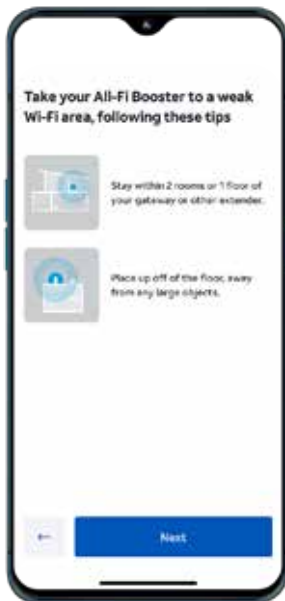 Take your All-Fi Booster to a weak
Wi-Fi area, following these tips
Stay within 2 rooms or 1 floor of
your gateway or other extender.
Place up off of the floor, away
from any large objects.
Next